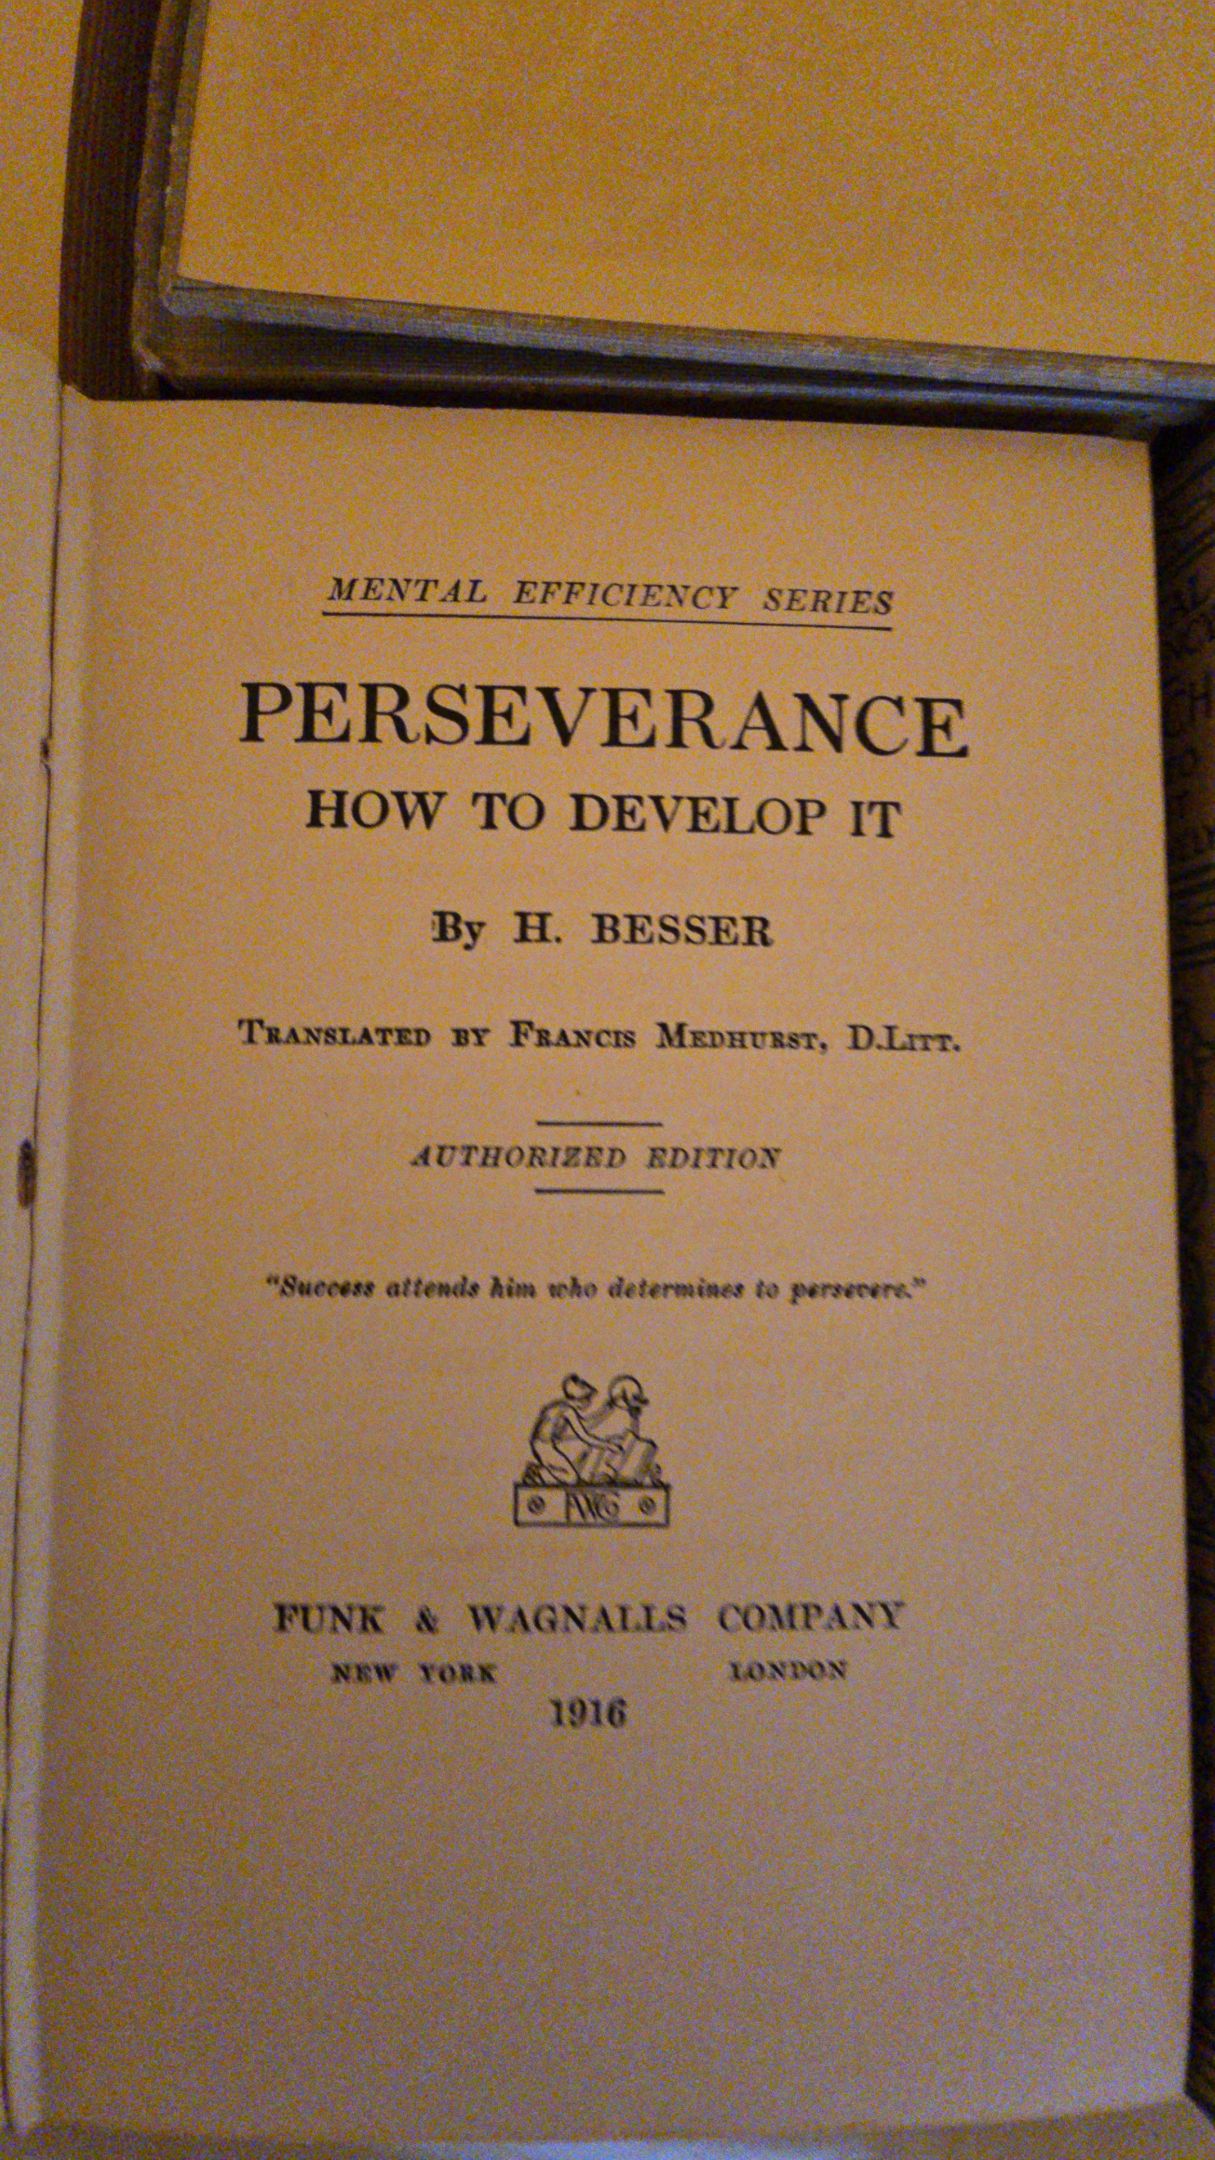 MENTAL EFFICIENCY SERIES
PERSEVERANCE
HOW TO DEVELOP IT
By H. BESSER
TRANSLATED BY FRANCIS MEDHURST, D.LITT.
AUTHORIZED EDITION
"Success attends him who determines to persevere."
FUNK & WAGNALLS COMPANY
NEW YORK LONDON
1916